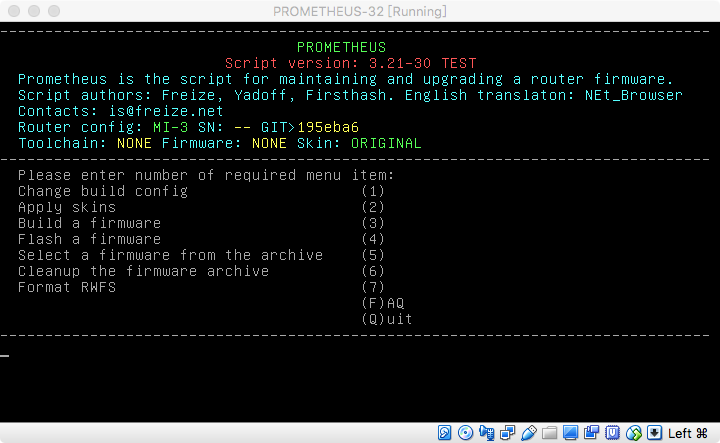 PROMETHEUS-32 [Running]
PROMETHEUS
Script version: 3.21-30 TEST
Prometheus is the script for maintaining and upgrading a router firmware.
Script authors: Freize, Yadoff, Firsthash. English translaton: NEt_Browser
Contacts: is@freize.net
Router config: MI-3 SN: -- GIT>195eba6
Toolchain: NONE Firmware: NONE Skin: ORIGINAL
Please enter number of required menu item:
Change build config (1)
Apply skins (2)
Build a firmware (3)
Flash a firmware (4)
Select a firmware from the archive (5)
Cleanup the firmware archive (6)
Format RWFS (7)
(F)AQ
(Q)uit
Left ⌘